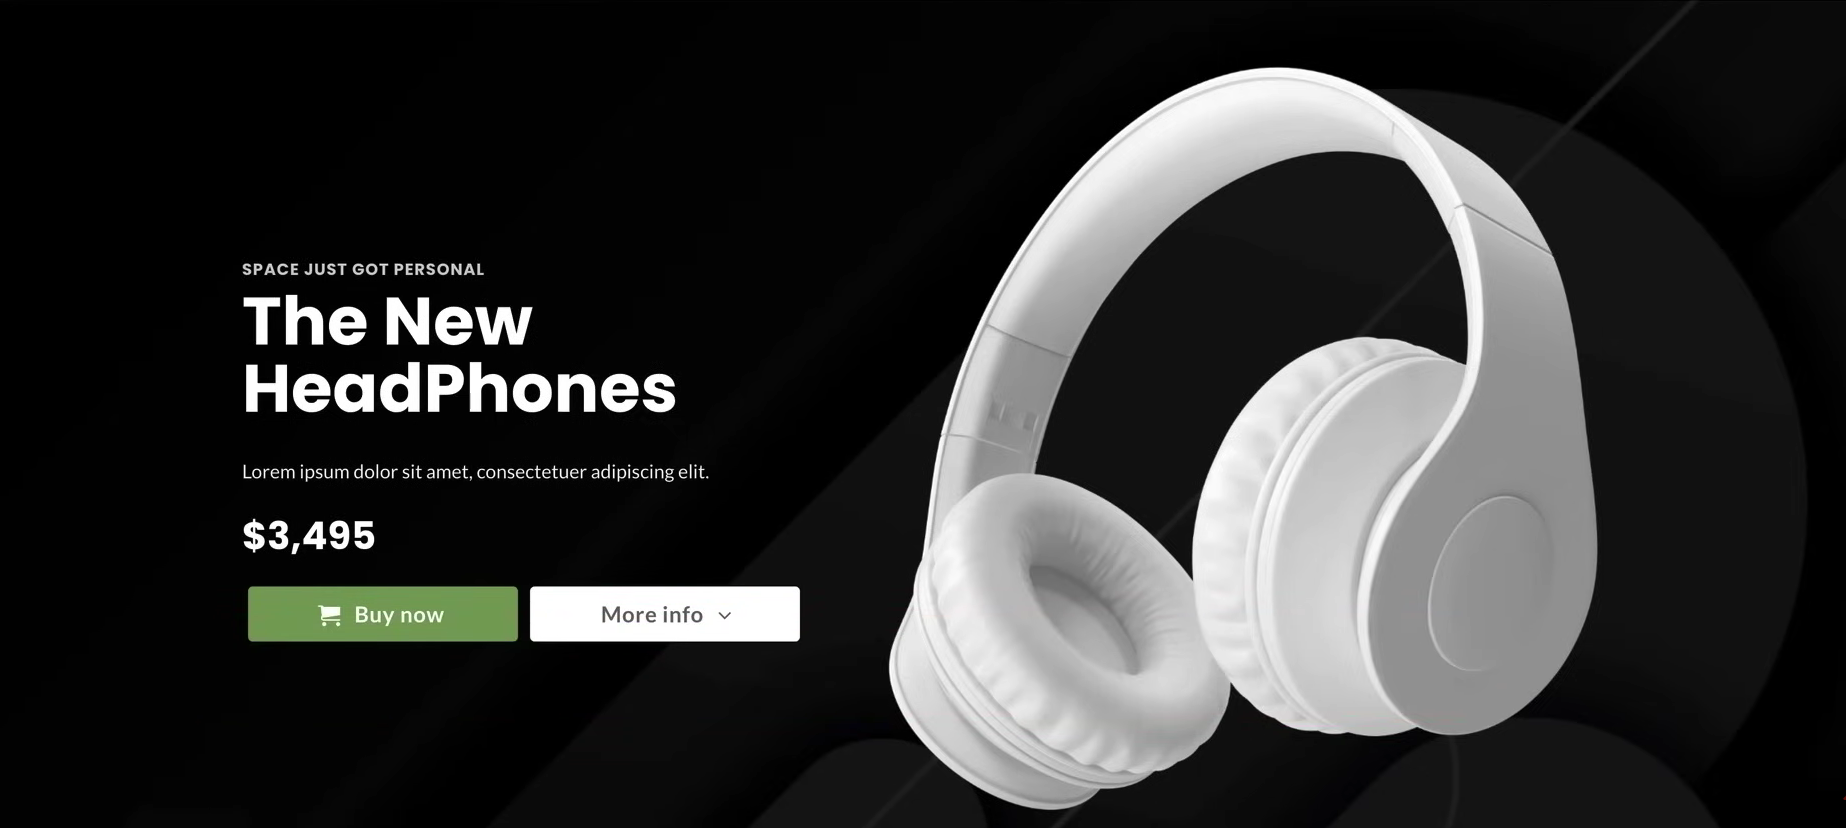 SPACE JUST GOT PERSONAL
The New
HeadPhones
Lorem ipsum dolor sit amet, consectetuer adipiscing elit.
$3,495
Buy now
More info